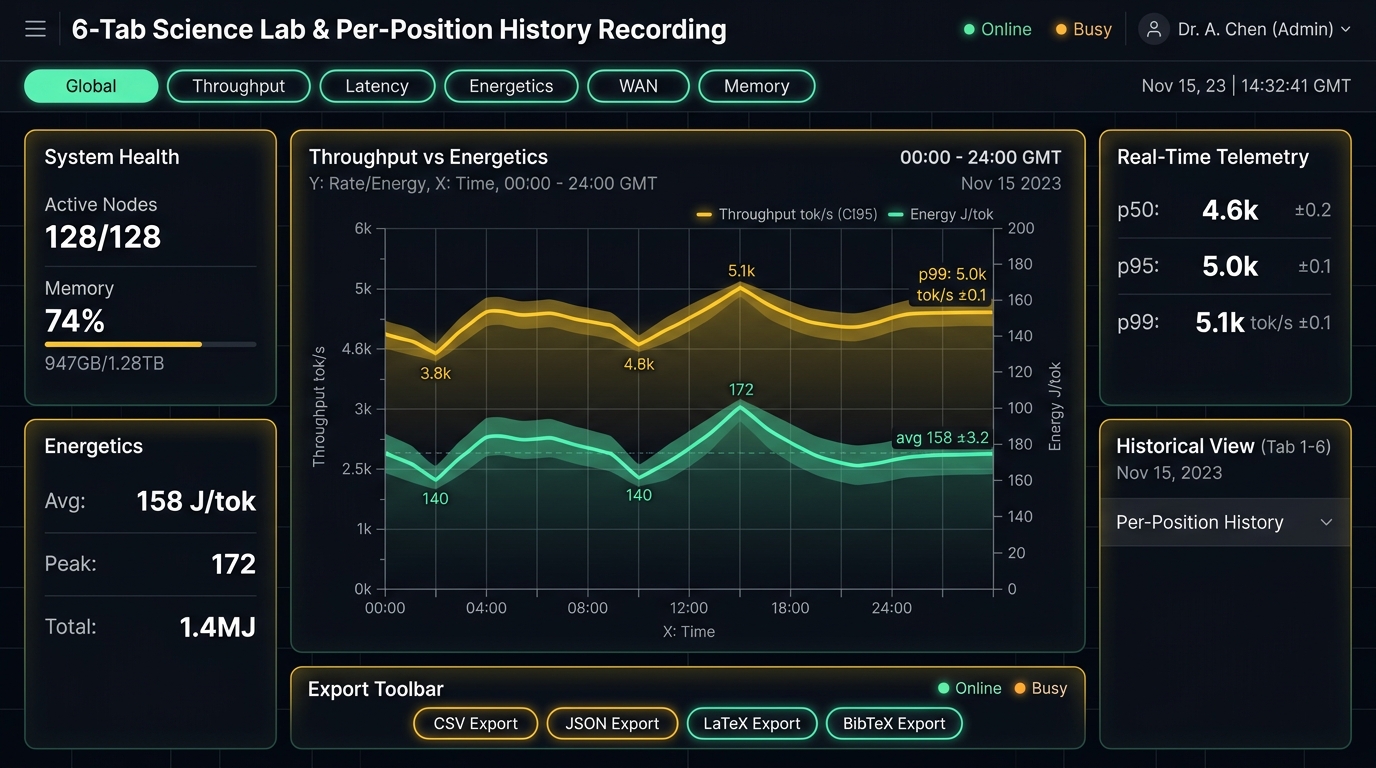 6-Tab Science Lab & Per-Position History Recording
Online
Busy
Dr. A. Chen (Admin)
Global
Throughput
Latency
Energetics
WAN
Memory
Nov 15, 23 | 14:32:41 GMT
System Health
Active Nodes
128/128
Memory
74%
947GB/1.28TB
Energetics
Avg: 158 J/tok
Peak: 172
Total: 1.4MJ
Throughput vs Energetics
00:00 - 24:00 GMT
Y: Rate/Energy, X: Time, 00:00 - 24:00 GMT
Nov 15 2023
Throughput tok/s (CI95)
Energy J/tok
6k
5k
4.6k
3k
2.5k
1k
0k
Throughput tok/s
5.1k
p99: 5.0k
tok/s ±0.1
3.8k
4.8k
172
avg 158 ±3.2
140
140
200
180
160
140
120
100
180
160
140
20
0
Energy J/tok
00:00
04:00
08:00
12:00
18:00
24:00
X: Time
Export Toolbar
Online
Busy
CSV Export
JSON Export
LaTeX Export
BibTeX Export
Real-Time Telemetry
p50: 4.6k ±0.2
p95: 5.0k ±0.1
p99: 5.1k tok/s ±0.1
Historical View (Tab 1-6)
Nov 15, 2023
Per-Position History